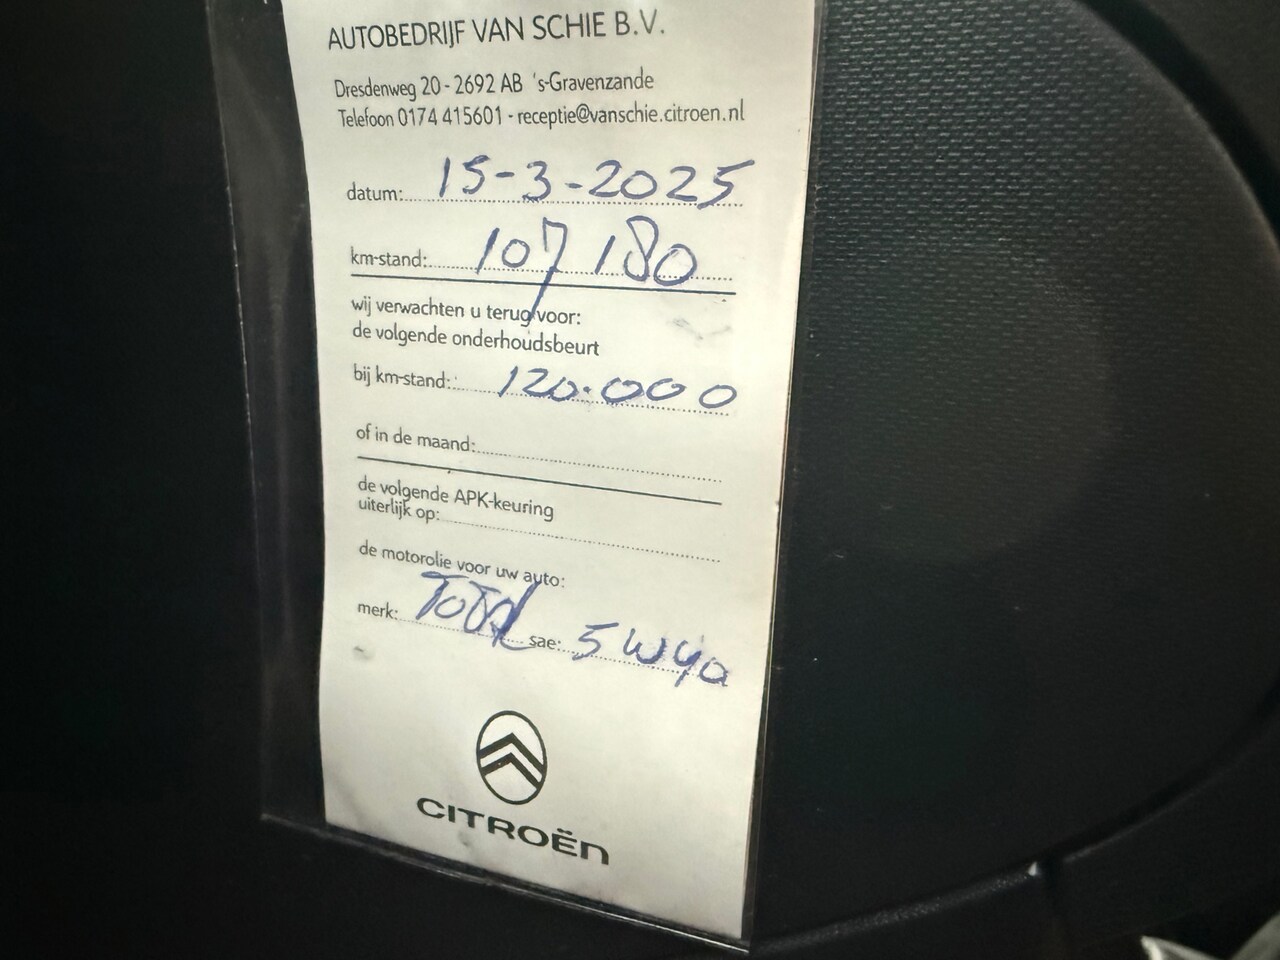 AUTOBEDRIJF VAN SCHIE B.V.
Dresdenweg 20 - 2692 AB 's-Gravenzande
Telefoon 0174 415601 - receptie@vanschie.citroen.nl
datum: 15-3-2025
km-stand: 107 180
wij verwachten u terug voor:
de volgende onderhoudsbeurt
bij km-stand: 120.000
of in de maand:
de volgende APK-keuring
uiterlijk op:
de motorolie voor uw auto:
merk: Total sae: 5W40
CITROËN